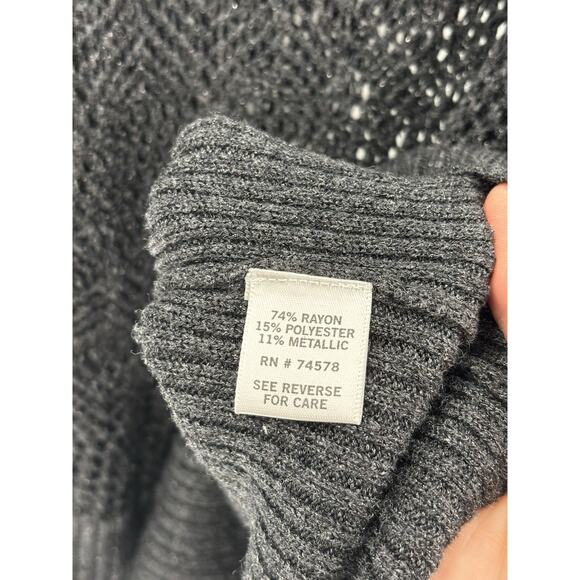 74% RAYON
15% POLYESTER
11% METALLIC
RN # 74578
SEE REVERSE
FOR CARE